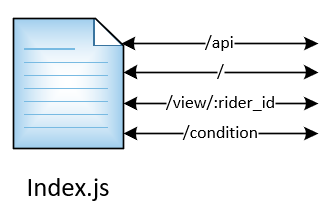 /api
/
/view/:rider_id
/condition
Index.js